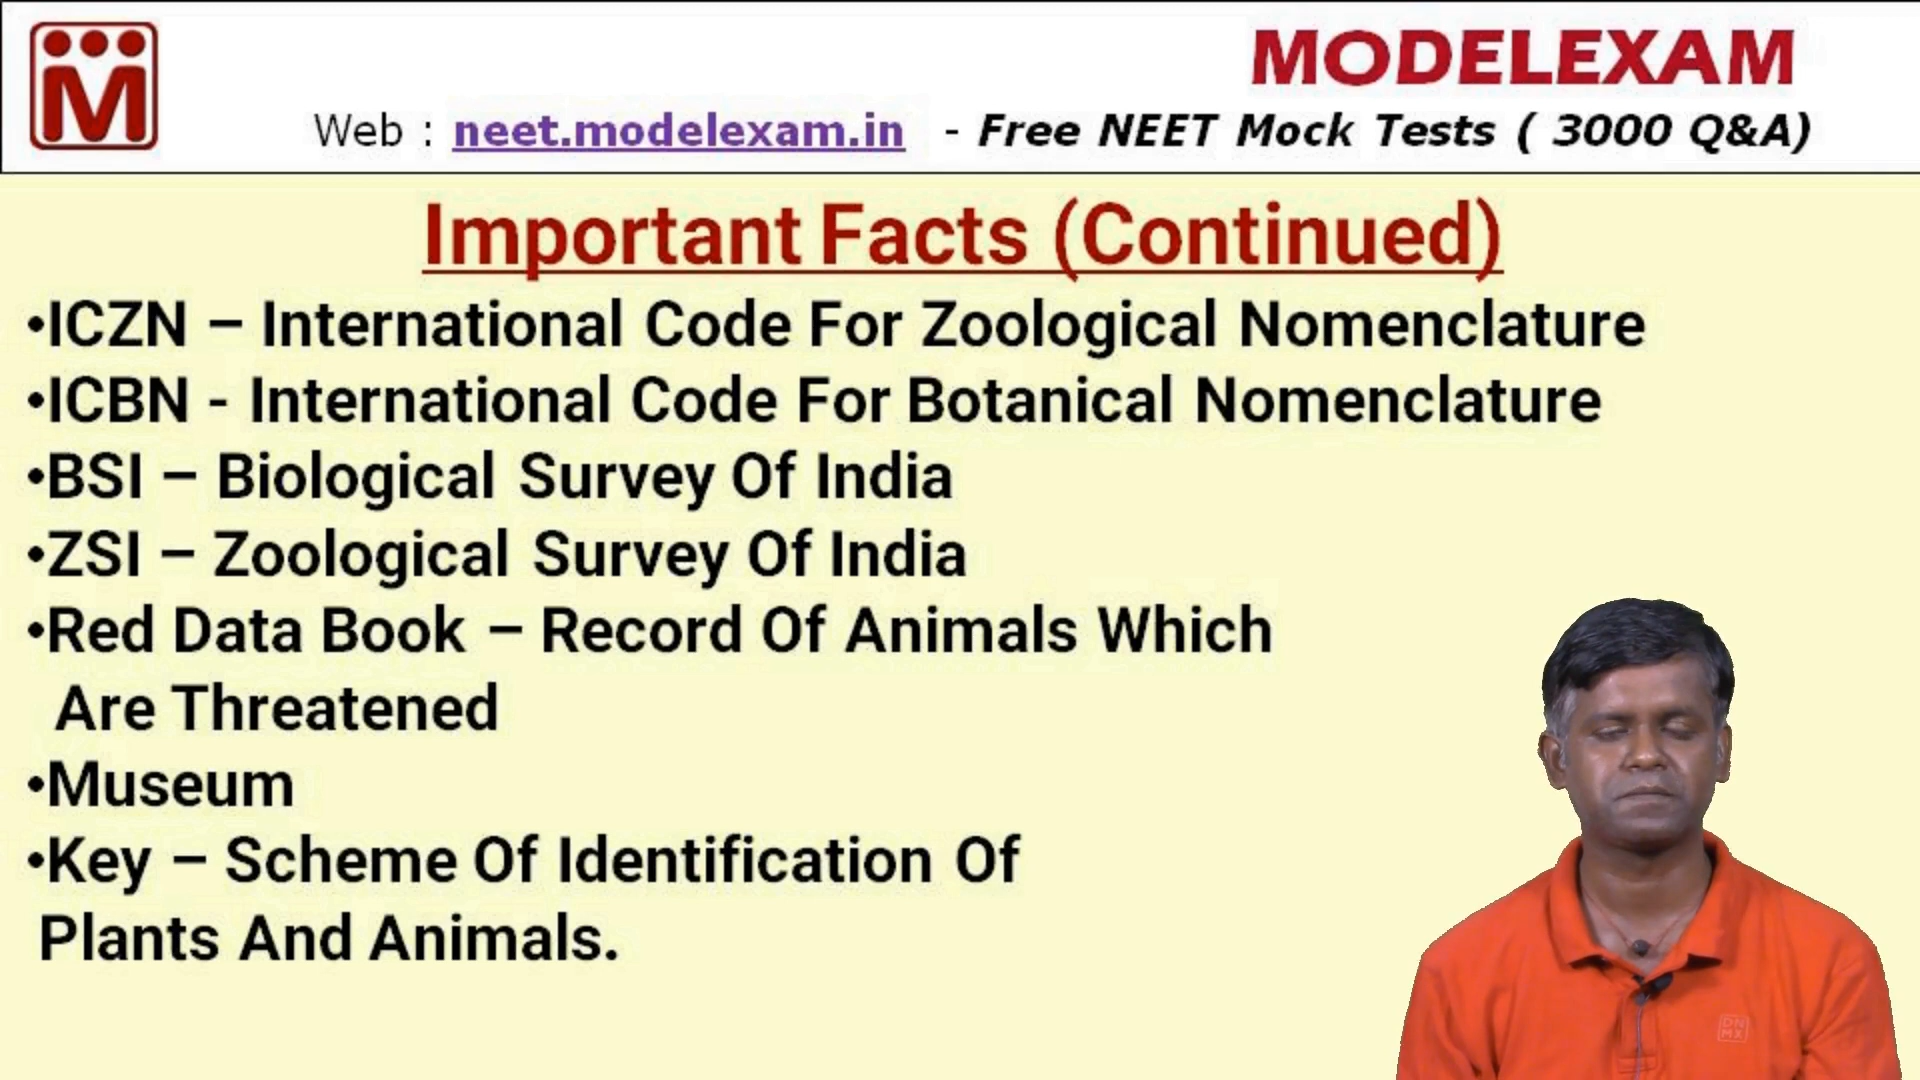 M
MODELEXAM
Web : neet.modelexam.in - Free NEET Mock Tests ( 3000 Q&A)
Important Facts (Continued)
•ICZN – International Code For Zoological Nomenclature
•ICBN - International Code For Botanical Nomenclature
•BSI – Biological Survey Of India
•ZSI – Zoological Survey Of India
•Red Data Book – Record Of Animals Which
Are Threatened
•Museum
•Key – Scheme Of Identification Of
Plants And Animals.
DN
MX